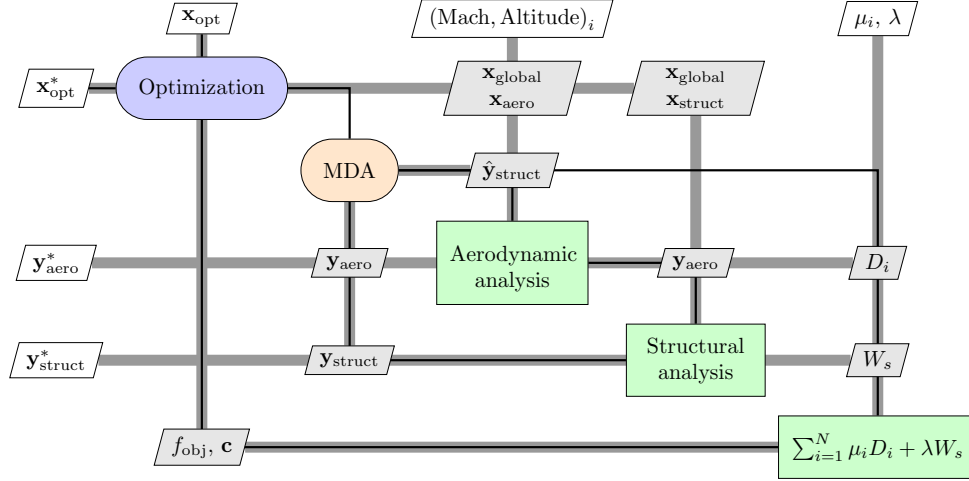 x_opt
(Mach, Altitude)_i
μ_i, λ
x*_opt
Optimization
x_global
x_aero
x_global
x_struct
MDA
ŷ_struct
y*_aero
y_aero
Aerodynamic
analysis
y_aero
D_i
y*_struct
y_struct
Structural
analysis
W_s
f_obj, c
∑_{i=1}^{N} μ_i D_i + λW_s